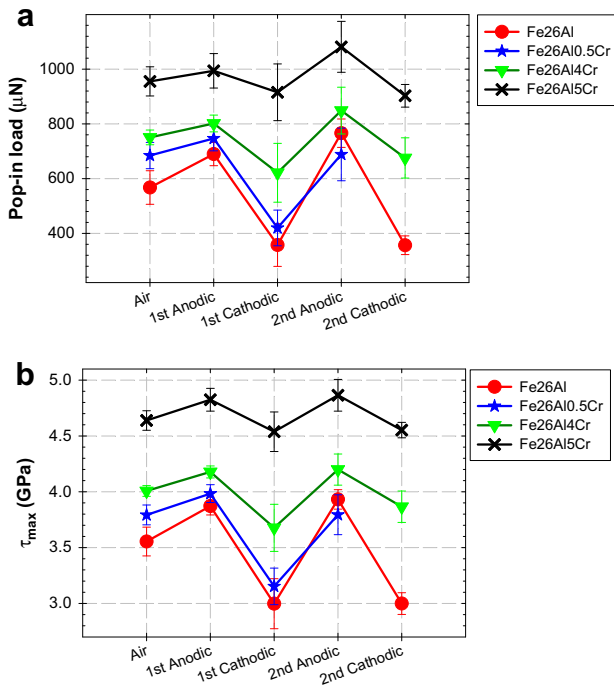 a
Pop-in load (µN)
1000
800
600
400
Air
1st Anodic
1st Cathodic
2nd Anodic
2nd Cathodic
Fe26Al
Fe26Al0.5Cr
Fe26Al4Cr
Fe26Al5Cr
b
τmax (GPa)
5.0
4.5
4.0
3.5
3.0
Air
1st Anodic
1st Cathodic
2nd Anodic
2nd Cathodic
Fe26Al
Fe26Al0.5Cr
Fe26Al4Cr
Fe26Al5Cr